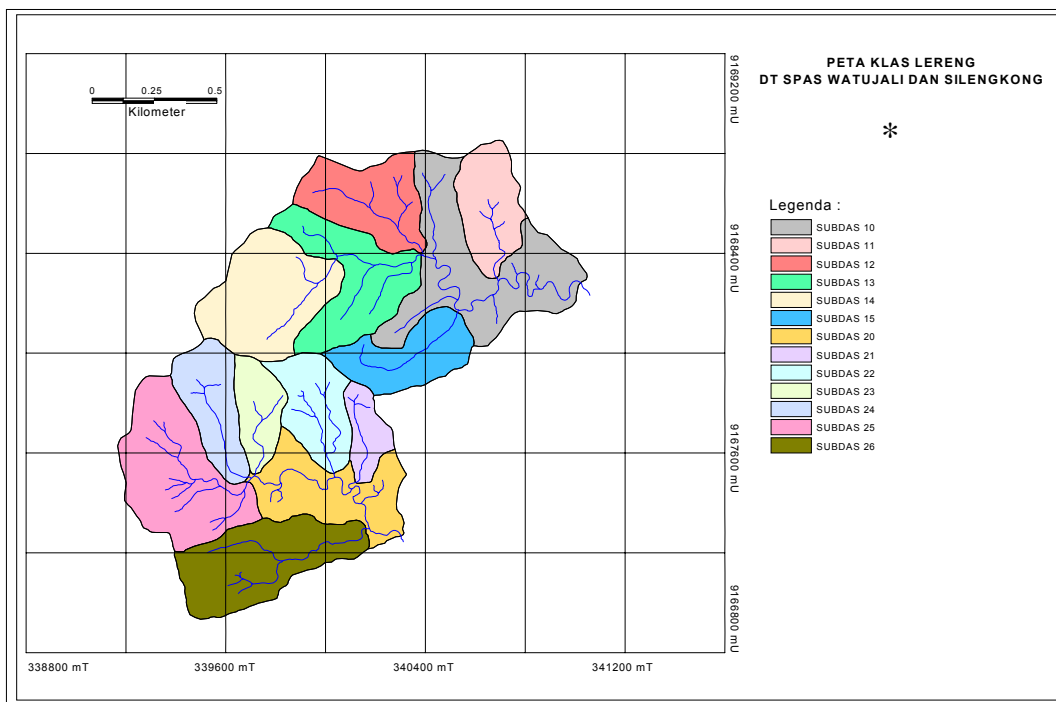 PETA KLAS LERENG
DT SPAS WATUJALI DAN SILENGKONG
0 0.25 0.5
Kilometer
Legenda :
SUBDAS 10
SUBDAS 11
SUBDAS 12
SUBDAS 13
SUBDAS 14
SUBDAS 15
SUBDAS 20
SUBDAS 21
SUBDAS 22
SUBDAS 23
SUBDAS 24
SUBDAS 25
SUBDAS 26
9169200 mU
9168400 mU
9167600 mU
9166800 mU
338800 mT 339600 mT 340400 mT 341200 mT